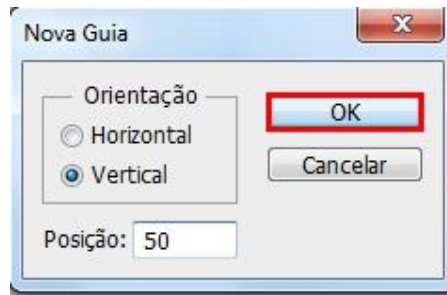 Nova Guia
Orientação
Horizontal
Vertical
Posição: 50
OK
Cancelar